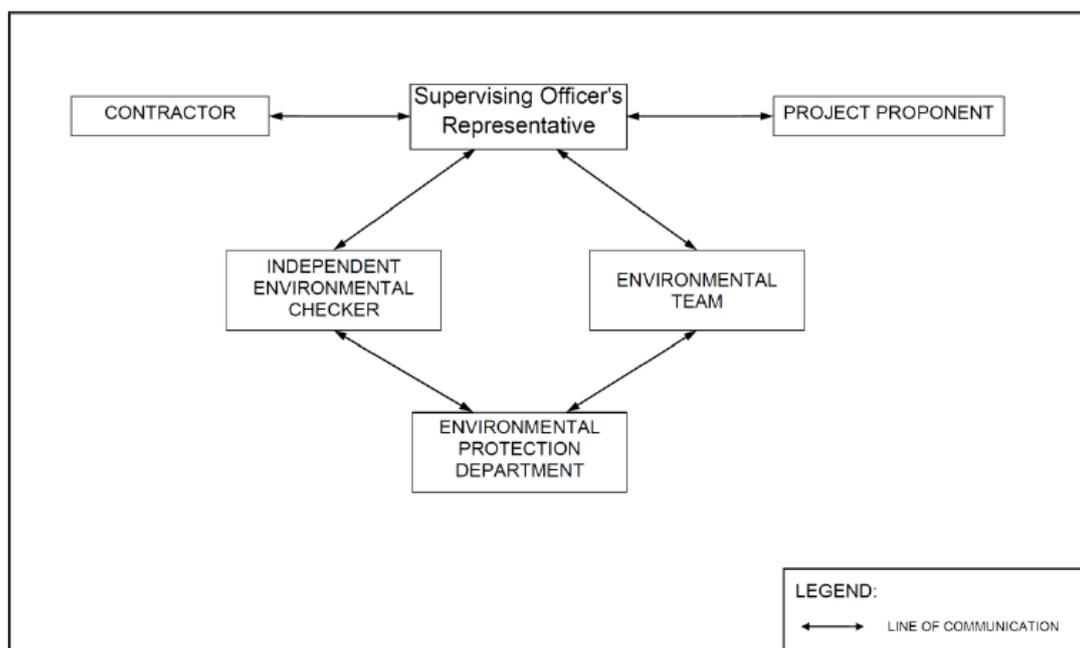 CONTRACTOR
Supervising Officer's
Representative
PROJECT PROPONENT
INDEPENDENT
ENVIRONMENTAL
CHECKER
ENVIRONMENTAL
TEAM
ENVIRONMENTAL
PROTECTION
DEPARTMENT
LEGEND:
LINE OF COMMUNICATION